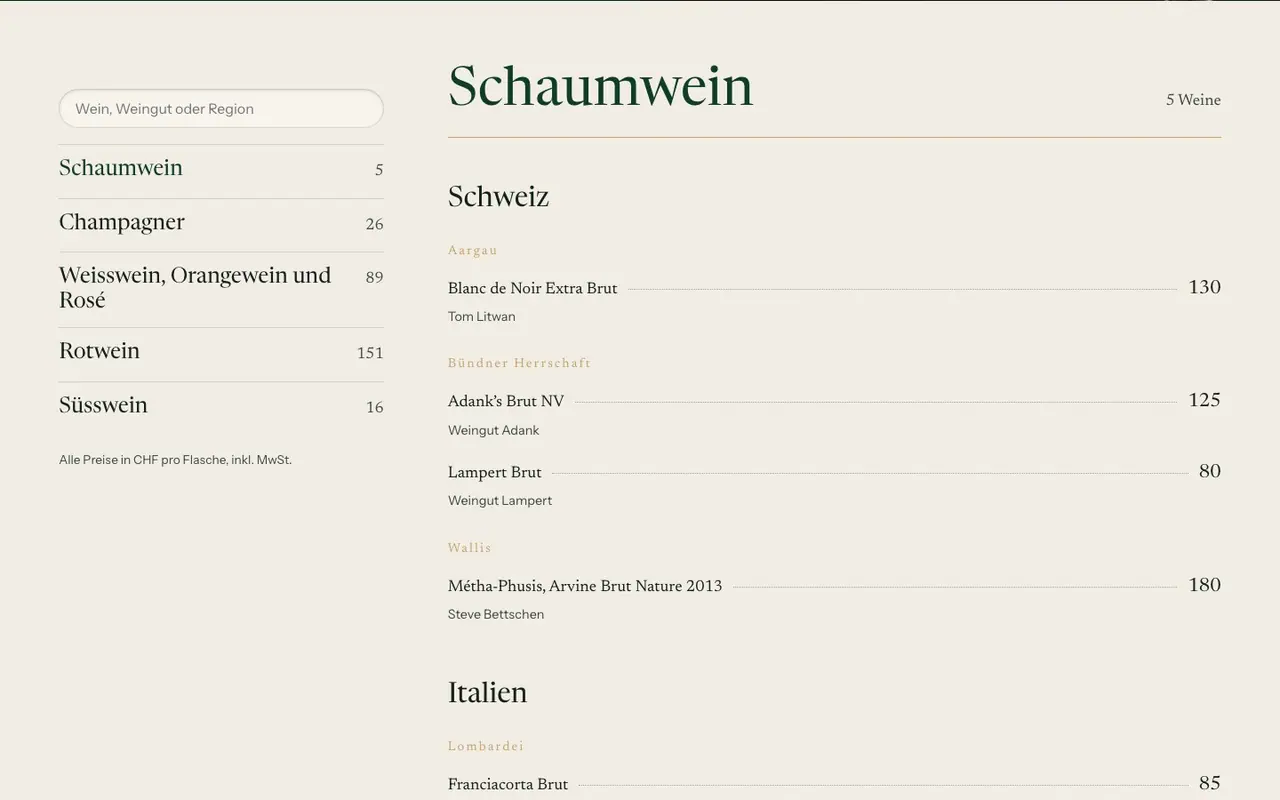 Wein, Weingut oder Region
Schaumwein 5
Champagner 26
Weisswein, Orangewein und 89
Rosé
Rotwein 151
Süsswein 16
Alle Preise in CHF pro Flasche, inkl. MwSt.
Schaumwein
5 Weine
Schweiz
Aargau
Blanc de Noir Extra Brut 130
Tom Litwan
Bündner Herrschaft
Adank’s Brut NV 125
Weingut Adank
Lampert Brut 80
Weingut Lampert
Wallis
Métha-Phusis, Arvine Brut Nature 2013 180
Steve Bettschen
Italien
Lombardei
Franciacorta Brut 85